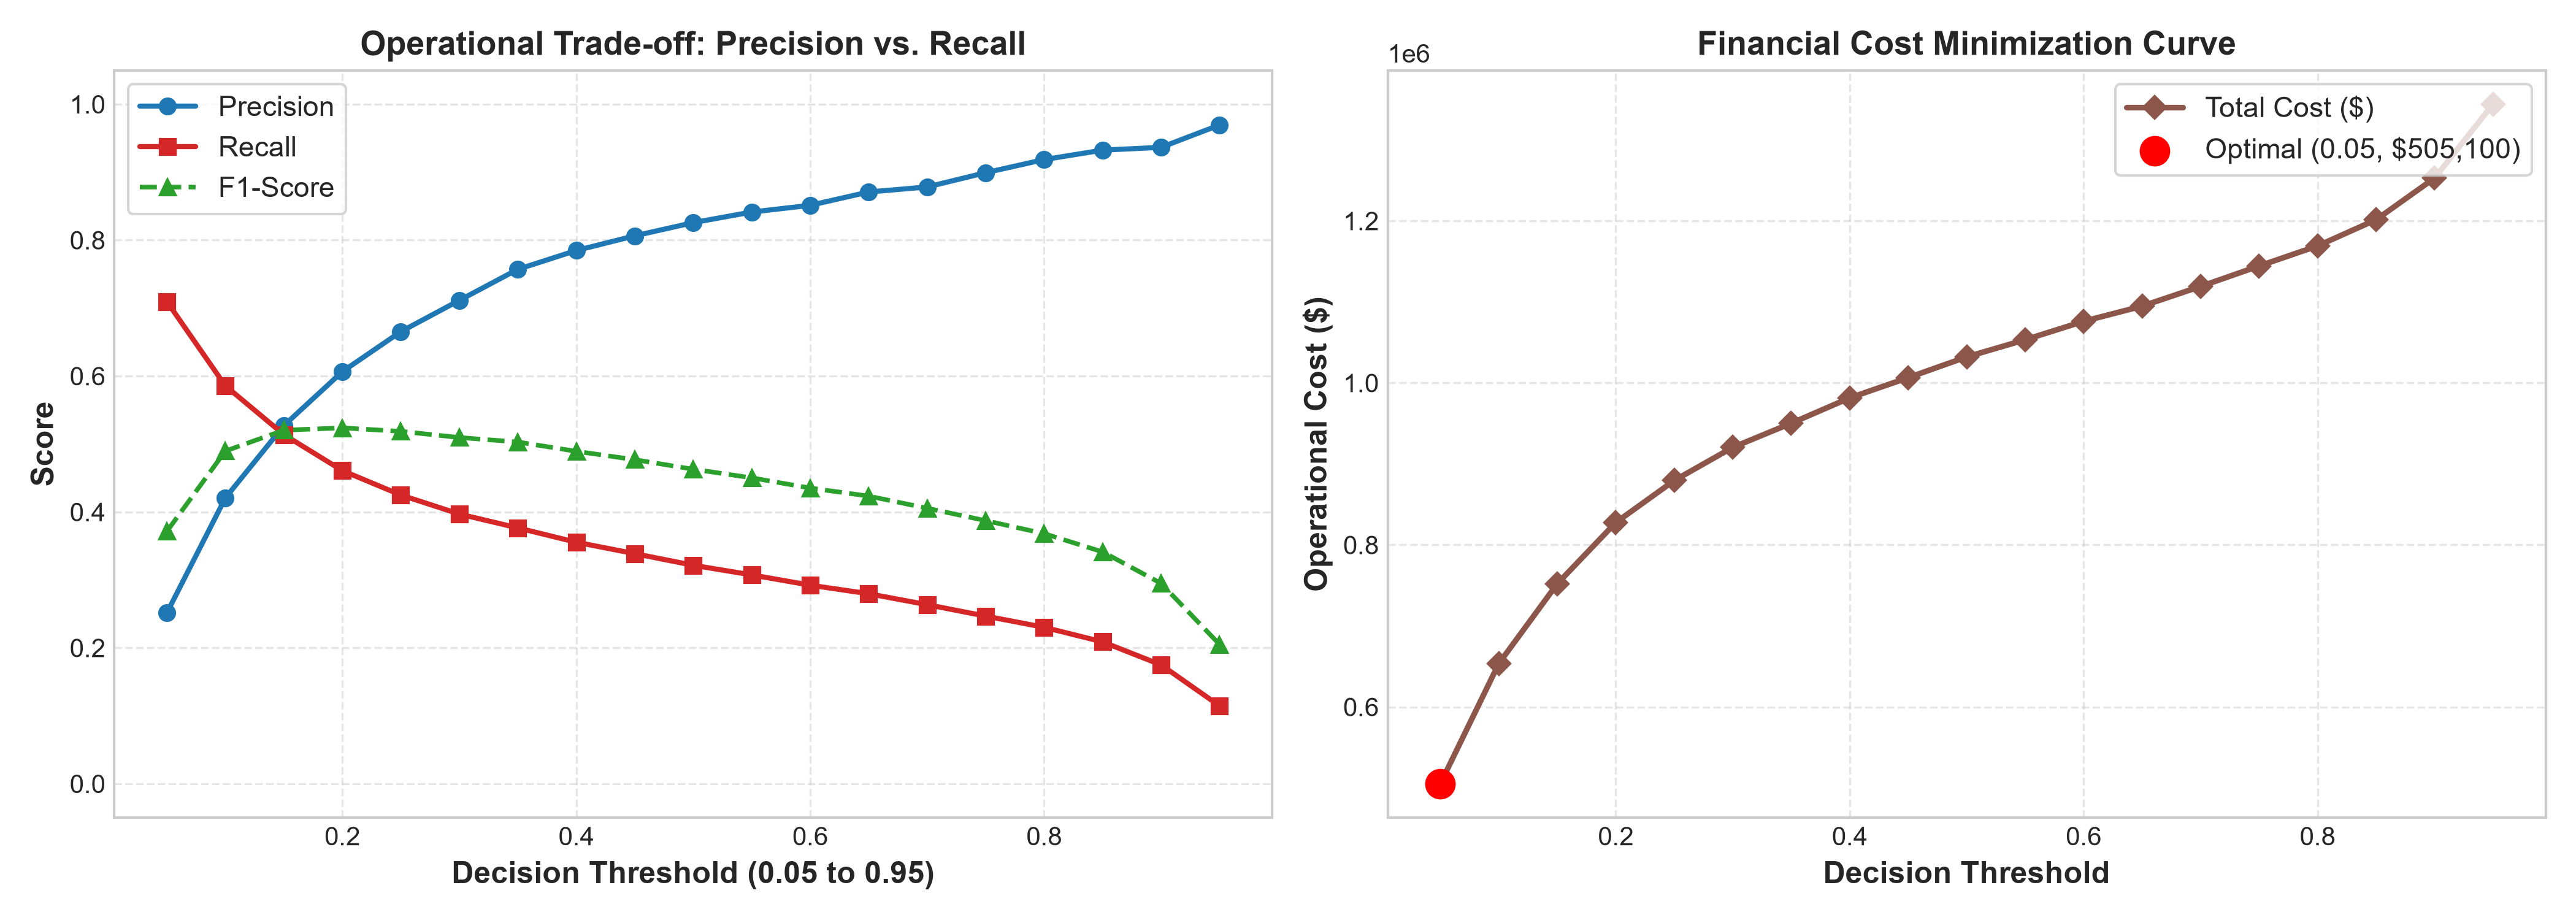 Operational Trade-off: Precision vs. Recall
Precision
Recall
F1-Score
1.0
0.8
0.6
0.4
0.2
0.0
Score
0.2 0.4 0.6 0.8
Decision Threshold (0.05 to 0.95)
Financial Cost Minimization Curve
1e6
Total Cost ($)
Optimal (0.05, $505,100)
1.2
1.0
0.8
0.6
Operational Cost ($)
0.2 0.4 0.6 0.8
Decision Threshold